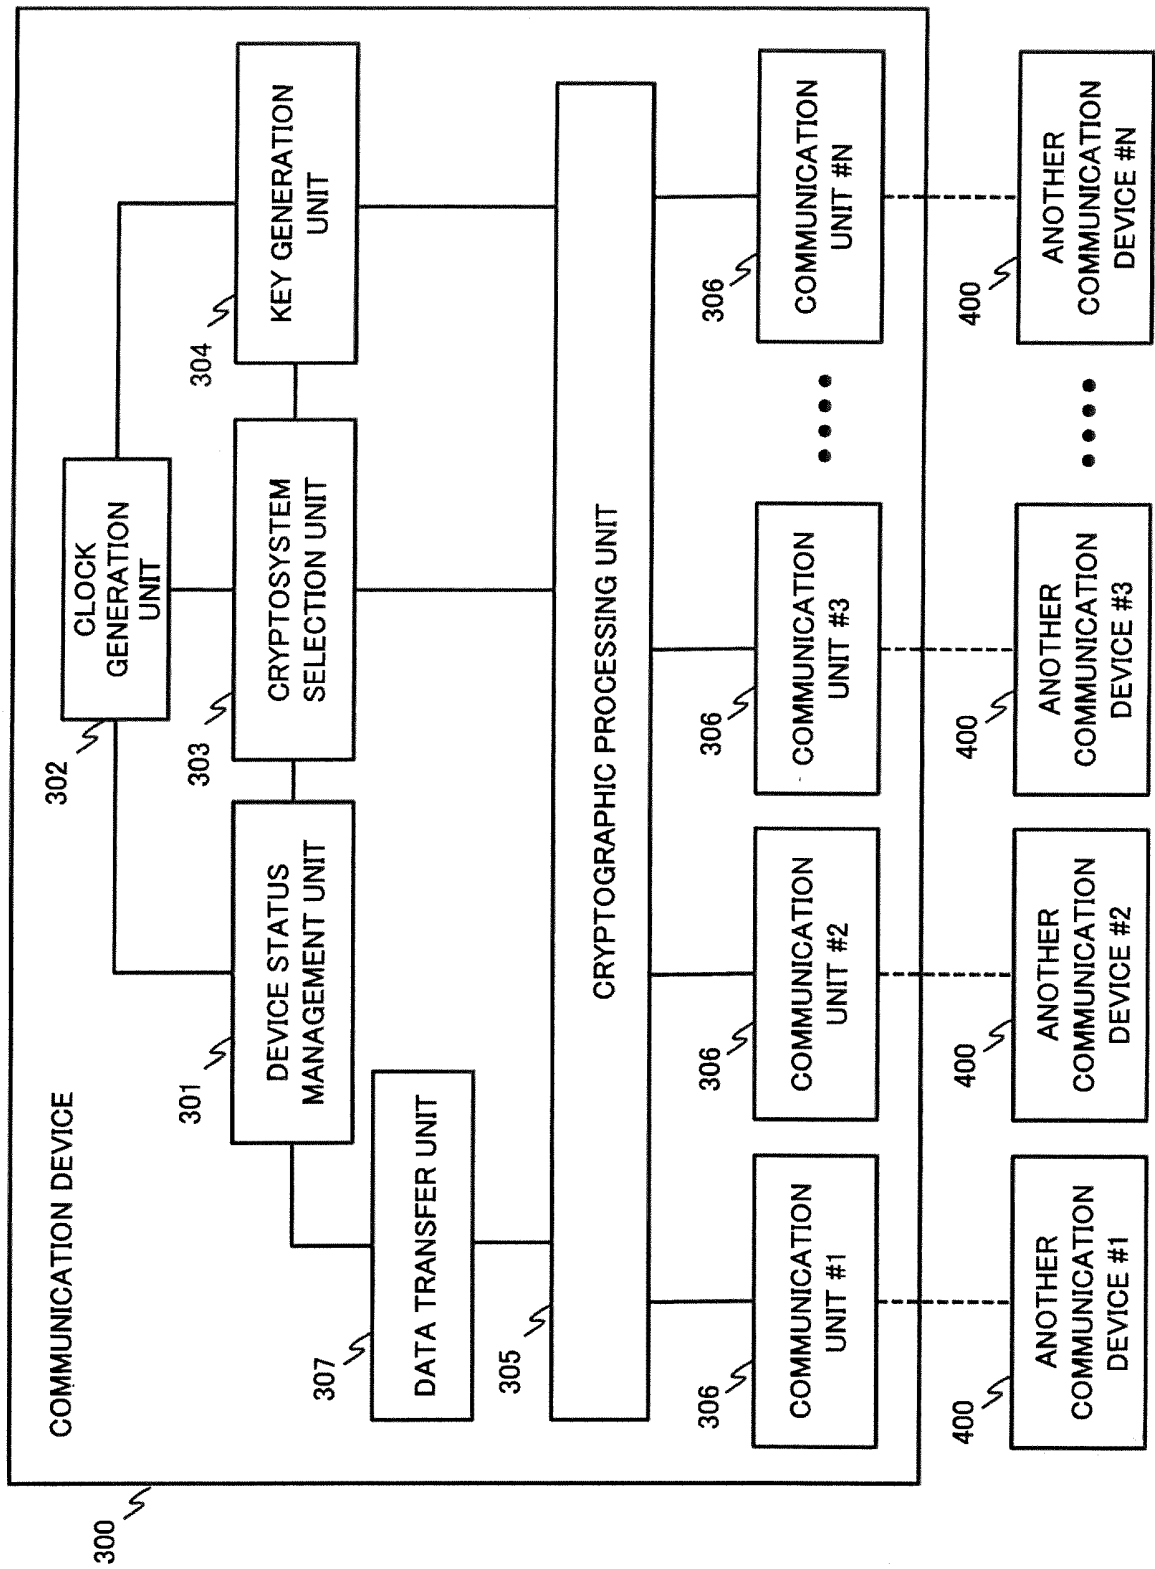 300
COMMUNICATION DEVICE
302
CLOCK
GENERATION
UNIT
301
DEVICE STATUS
MANAGEMENT UNIT
303
CRYPTOSYSTEM
SELECTION UNIT
304
KEY GENERATION
UNIT
307
DATA TRANSFER UNIT
305
CRYPTOGRAPHIC PROCESSING UNIT
306
COMMUNICATION
UNIT #1
306
COMMUNICATION
UNIT #2
306
COMMUNICATION
UNIT #3
306
COMMUNICATION
UNIT #N
400
ANOTHER
COMMUNICATION
DEVICE #1
400
ANOTHER
COMMUNICATION
DEVICE #2
400
ANOTHER
COMMUNICATION
DEVICE #3
400
ANOTHER
COMMUNICATION
DEVICE #N